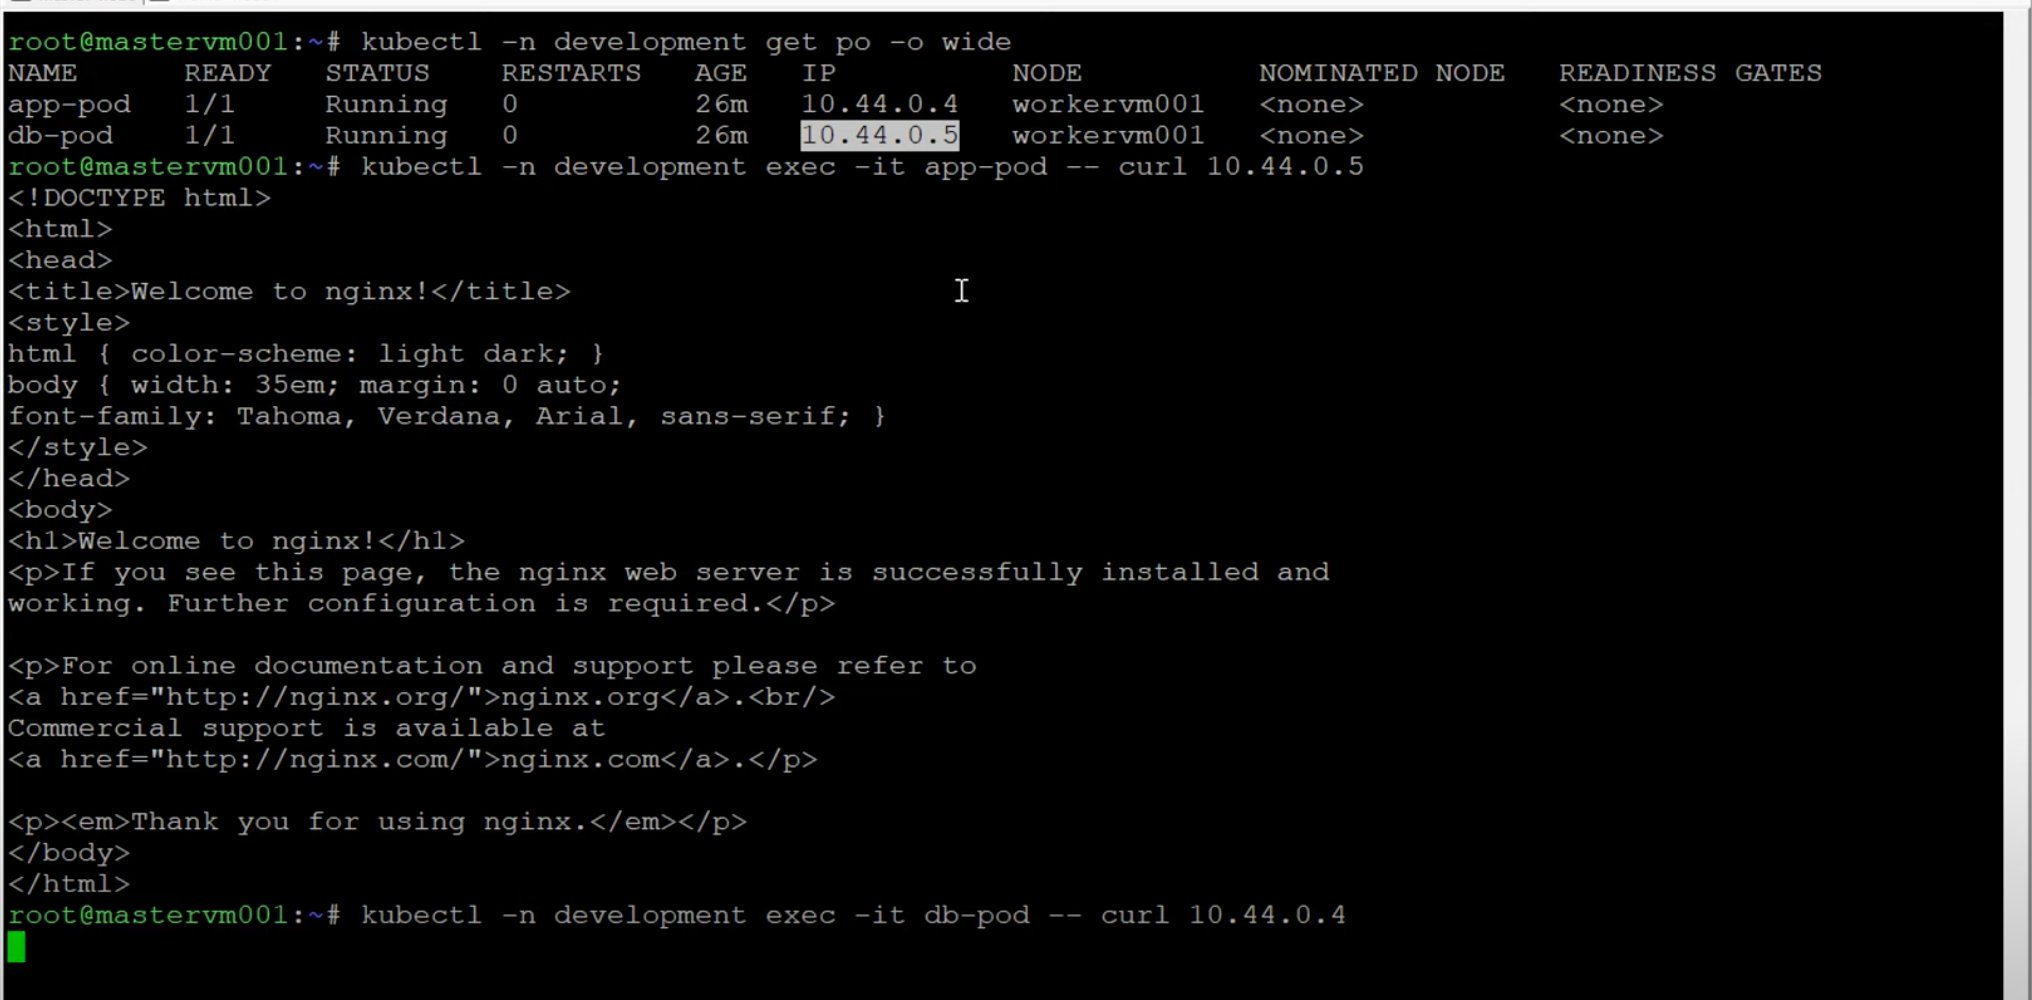 root@mastervm001:~# kubectl -n development get po -o wide
NAME READY STATUS RESTARTS AGE IP NODE NOMINATED NODE READINESS GATES
app-pod 1/1 Running 0 26m 10.44.0.4 workervm001 <none> <none>
db-pod 1/1 Running 0 26m 10.44.0.5 workervm001 <none> <none>
root@mastervm001:~# kubectl -n development exec -it app-pod -- curl 10.44.0.5
<!DOCTYPE html>
<html>
<head>
<title>Welcome to nginx!</title>
<style>
html { color-scheme: light dark; }
body { width: 35em; margin: 0 auto;
font-family: Tahoma, Verdana, Arial, sans-serif; }
</style>
</head>
<body>
<h1>Welcome to nginx!</h1>
<p>If you see this page, the nginx web server is successfully installed and
working. Further configuration is required.</p>

<p>For online documentation and support please refer to
<a href="http://nginx.org/">nginx.org</a>.<br/>
Commercial support is available at
<a href="http://nginx.com/">nginx.com</a>.</p>

<p><em>Thank you for using nginx.</em></p>
</body>
</html>
root@mastervm001:~# kubectl -n development exec -it db-pod -- curl 10.44.0.4